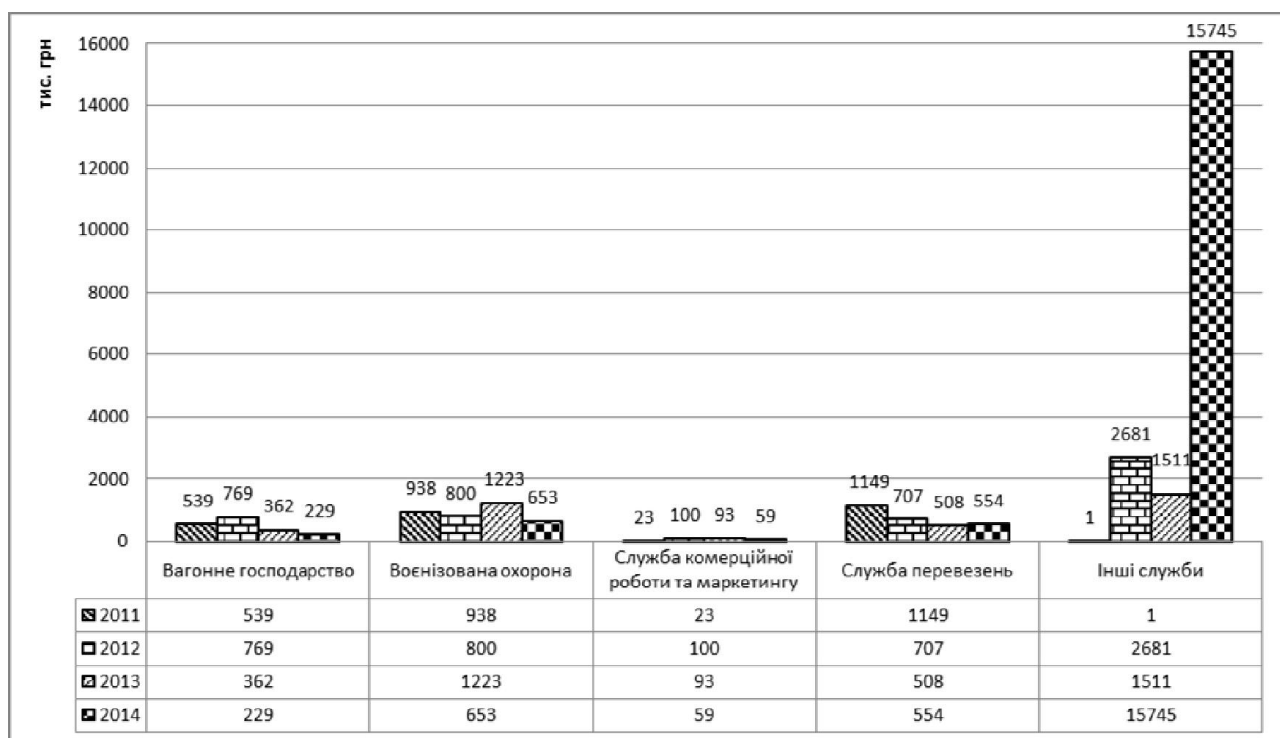 тис. грн
16000
14000
12000
10000
8000
6000
4000
2000
0
539 769 362 229
938 800 1223 653
23 100 93 59
1149 707 508 554
1 2681 1511 15745
Вагонне господарство Воєнізована охорона Служба комерційної роботи та маркетингу Служба перевезень Інші служби
2011 539 938 23 1149 1
2012 769 800 100 707 2681
2013 362 1223 93 508 1511
2014 229 653 59 554 15745